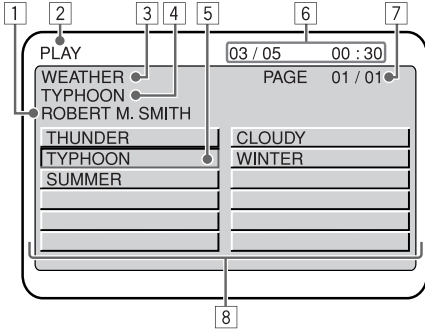 1 2 3 4 5 6 7
PLAY 03 / 05 00 : 30
WEATHER PAGE 01 / 01
TYPHOON
ROBERT M. SMITH
THUNDER CLOUDY
TYPHOON WINTER
SUMMER
8